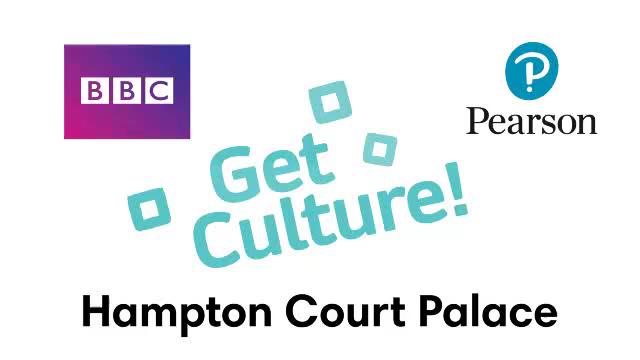 BBC
Pearson
Get
Culture!
Hampton Court Palace